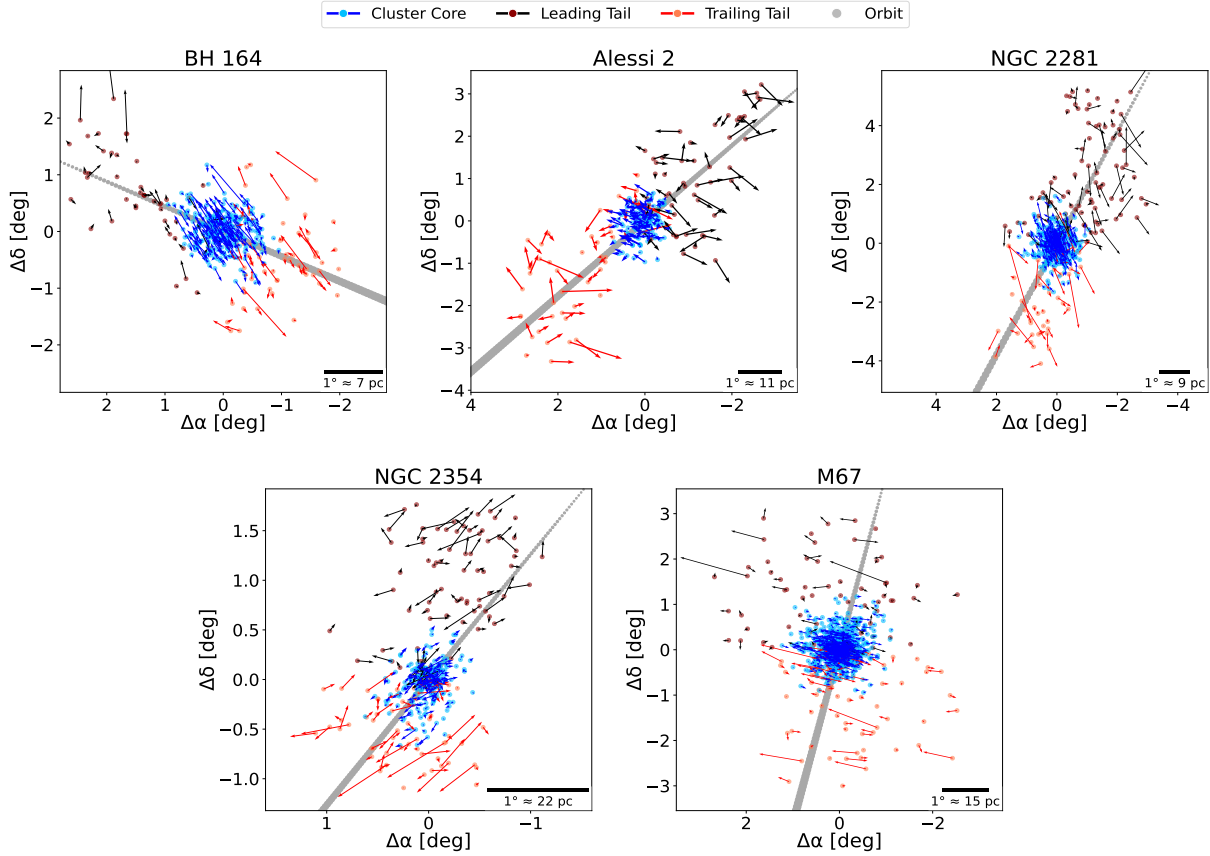 Cluster Core Leading Tail Trailing Tail Orbit
BH 164
Alessi 2
NGC 2281
Δδ [deg]
2
1
0
−1
−2
1° ≈ 7 pc
2 1 0 −1 −2
Δα [deg]
Δδ [deg]
3
2
1
0
−1
−2
−3
−4
1° ≈ 11 pc
4 2 0 −2
Δα [deg]
Δδ [deg]
4
2
0
−2
−4
1° ≈ 9 pc
4 2 0 −2 −4
Δα [deg]
NGC 2354
M67
Δδ [deg]
1.5
1.0
0.5
0.0
−0.5
−1.0
1° ≈ 22 pc
1 0 −1
Δα [deg]
Δδ [deg]
3
2
1
0
−1
−2
−3
1° ≈ 15 pc
2 0 −2
Δα [deg]